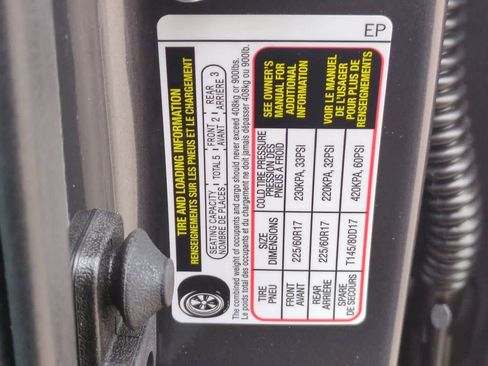 EP
TIRE AND LOADING INFORMATION
RENSEIGNEMENTS SUR LES PNEUS ET LE CHARGEMENT
SEATING CAPACITY
NOMBRE DE PLACES
TOTAL 5
FRONT
AVANT 2
REAR
ARRIÈRE 3
The combined weight of occupants and cargo should never exceed 408kg or 900lbs.
Le poids total des occupants et du chargement ne doit jamais dépasser 408kg ou 900lb.
TIRE
PNEU
SIZE
DIMENSIONS
COLD TIRE PRESSURE
PRESSION DES
PNEUS A FROID
SEE OWNER'S
MANUAL FOR
ADDITIONAL
INFORMATION
FRONT
AVANT
225/60R17
230KPA, 33PSI
REAR
ARRIÈRE
225/60R17
220KPA, 32PSI
VOIR LE MANUEL
DE L'USAGER
POUR PLUS DE
RENSEIGNEMENTS
SPARE
DE SECOURS
T145/80D17
420KPA, 60PSI